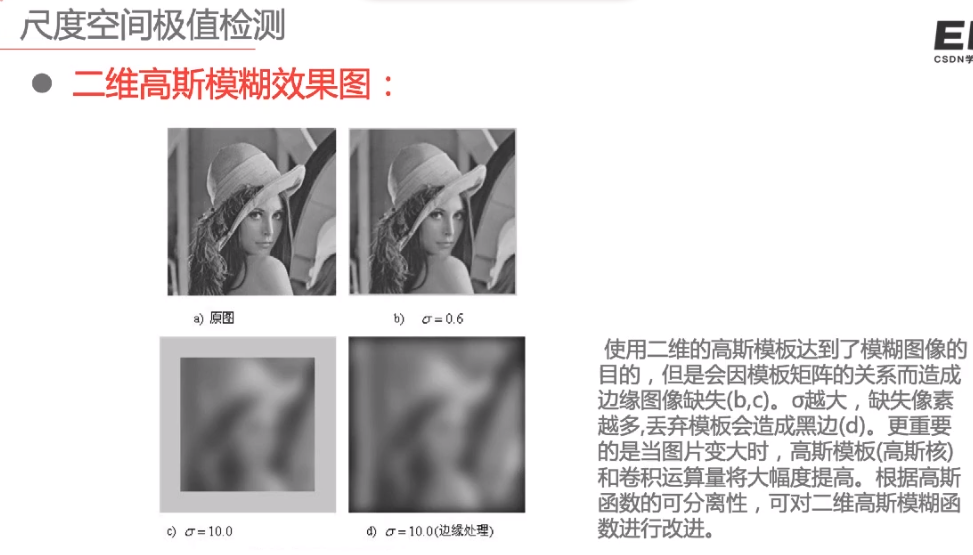 尺度空间极值检测
CSDN学
● 二维高斯模糊效果图：
a) 原图
b) σ=0.6
c) σ=10.0
d) σ=10.0(边缘处理)
使用二维的高斯模板达到了模糊图像的
目的，但是会因模板矩阵的关系而造成
边缘图像缺失(b,c)。σ越大，缺失像素
越多,丢弃模板会造成黑边(d)。更重要
的是当图片变大时，高斯模板(高斯核)
和卷积运算量将大幅度提高。根据高斯
函数的可分离性，可对二维高斯模糊函
数进行改进。